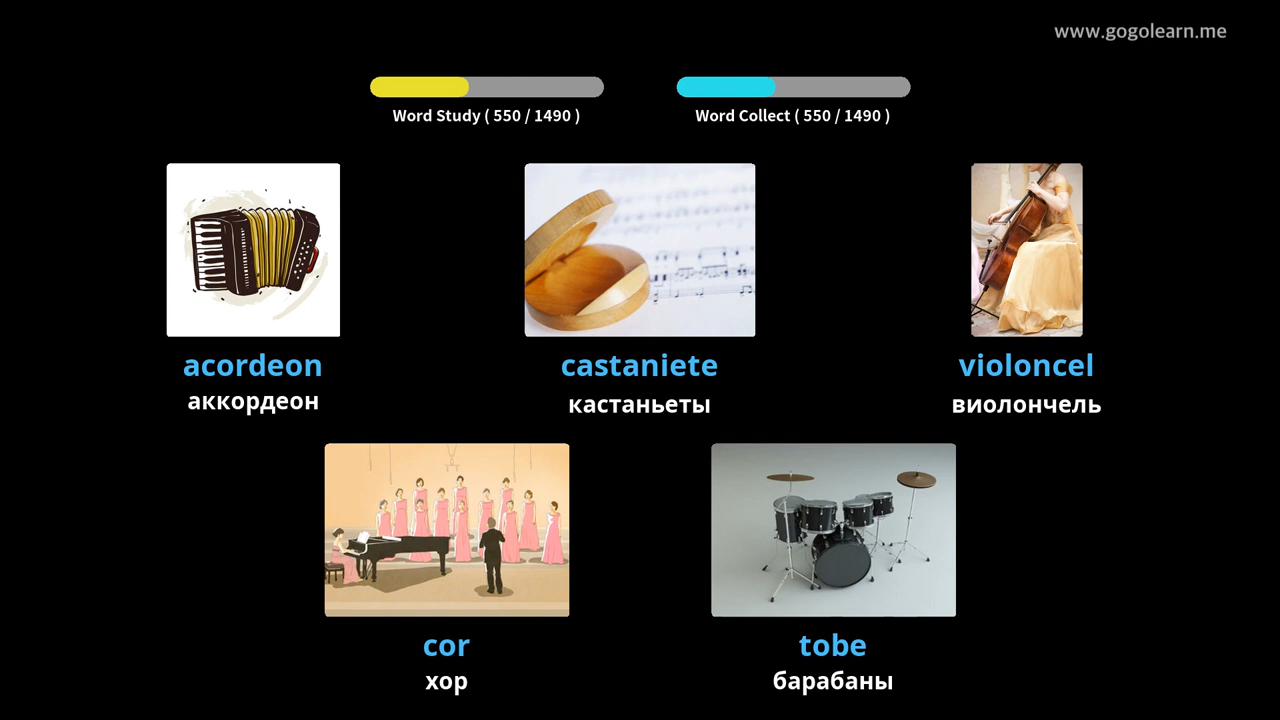 www.gogolearn.me
Word Study ( 550 / 1490 )
Word Collect ( 550 / 1490 )
acordeon
аккордеон
castaniete
кастаньеты
violoncel
виолончель
cor
хор
tobe
барабаны